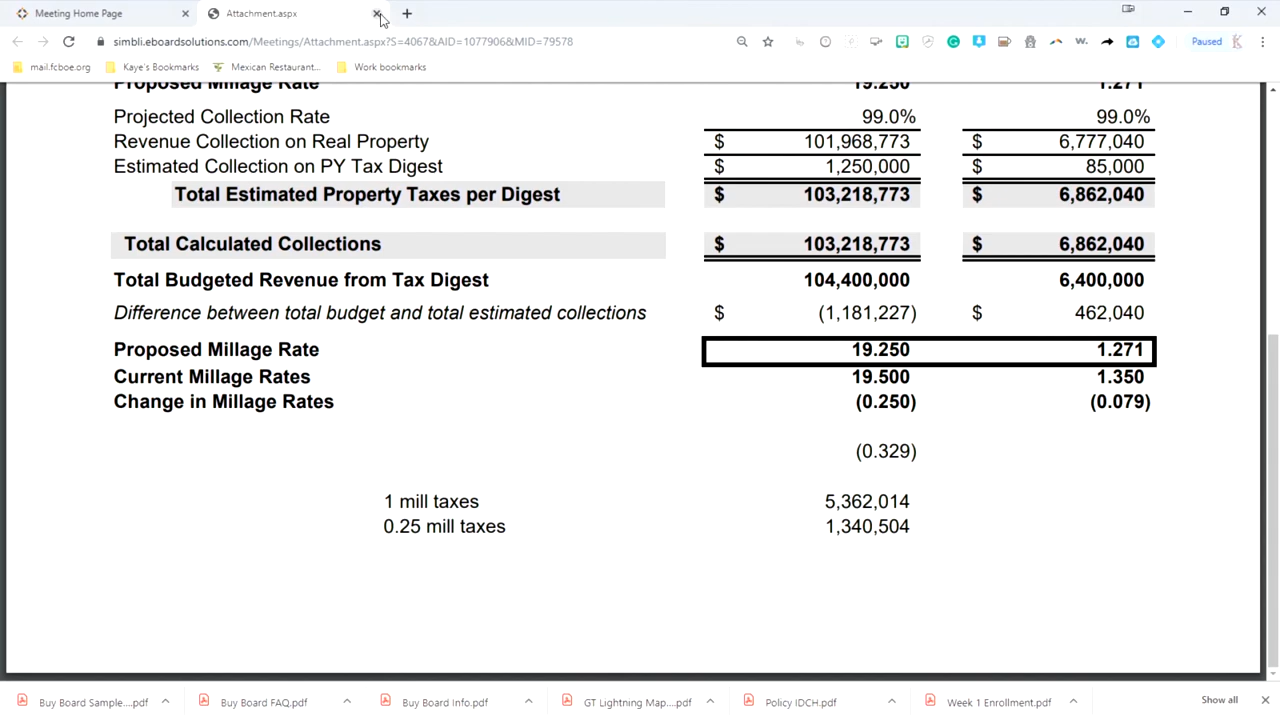 Meeting Home Page
Attachment.aspx
simbli.eboardsolutions.com/Meetings/Attachment.aspx?S=4067&AID=1077906&MID=79578
Paused
mail.fcboe.org Kaye's Bookmarks Mexican Restaurant... Work bookmarks
Proposed Millage Rate 19.250 1.271
Projected Collection Rate 99.0% 99.0%
Revenue Collection on Real Property $ 101,968,773 $ 6,777,040
Estimated Collection on PY Tax Digest $ 1,250,000 $ 85,000
Total Estimated Property Taxes per Digest $ 103,218,773 $ 6,862,040
Total Calculated Collections $ 103,218,773 $ 6,862,040
Total Budgeted Revenue from Tax Digest 104,400,000 6,400,000
Difference between total budget and total estimated collections $ (1,181,227) $ 462,040
Proposed Millage Rate 19.250 1.271
Current Millage Rates 19.500 1.350
Change in Millage Rates (0.250) (0.079)
(0.329)
1 mill taxes 5,362,014
0.25 mill taxes 1,340,504
Buy Board Sample....pdf Buy Board FAQ.pdf Buy Board Info.pdf GT Lightning Map....pdf Policy IDCH.pdf Week 1 Enrollment.pdf Show all